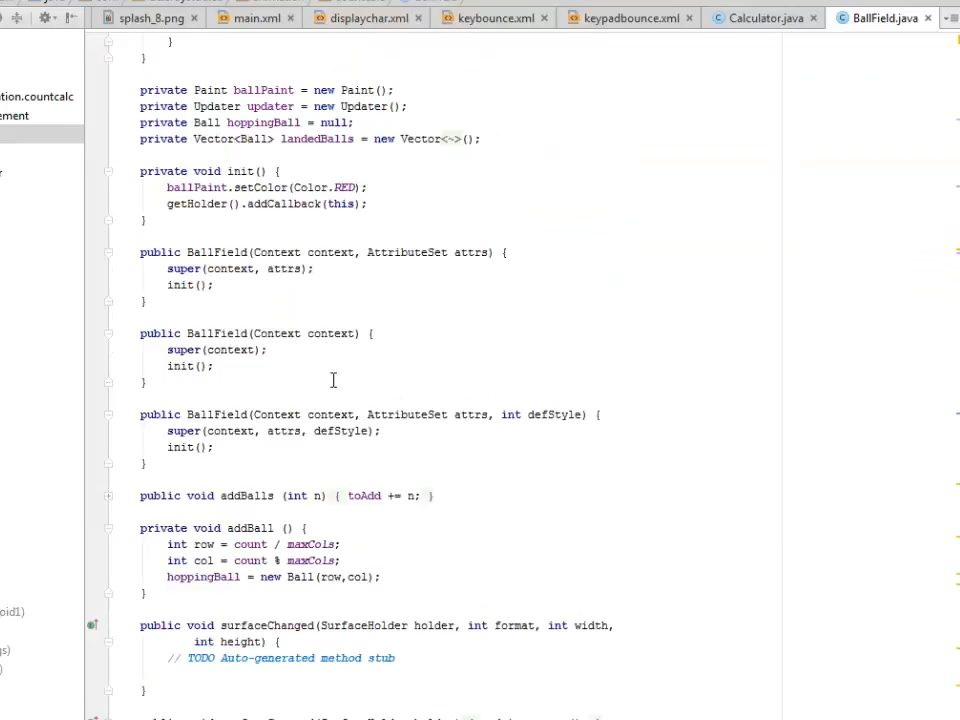 splash_8.png × main.xml × displaychar.xml × keybounce.xml × keypadbounce.xml × Calculator.java × BallField.java ×
}
}
private Paint ballPaint = new Paint();
ation.countcalc
private Updater updater = new Updater();
ement
private Ball hoppingBall = null;
private Vector<Ball> landedBalls = new Vector<~>();
private void init() {
ballPaint.setColor(Color.RED);
getHolder().addCallback(this);
}
public BallField(Context context, AttributeSet attrs) {
super(context, attrs);
init();
}
public BallField(Context context) {
super(context);
init();
}
public BallField(Context context, AttributeSet attrs, int defStyle) {
super(context, attrs, defStyle);
init();
}
public void addBalls (int n) { toAdd += n; }
private void addBall () {
int row = count / maxCols;
int col = count % maxCols;
hoppingBall = new Ball(row,col);
}
oid1)
public void surfaceChanged(SurfaceHolder holder, int format, int width,
int height) {
gs)
// TODO Auto-generated method stub
)
}